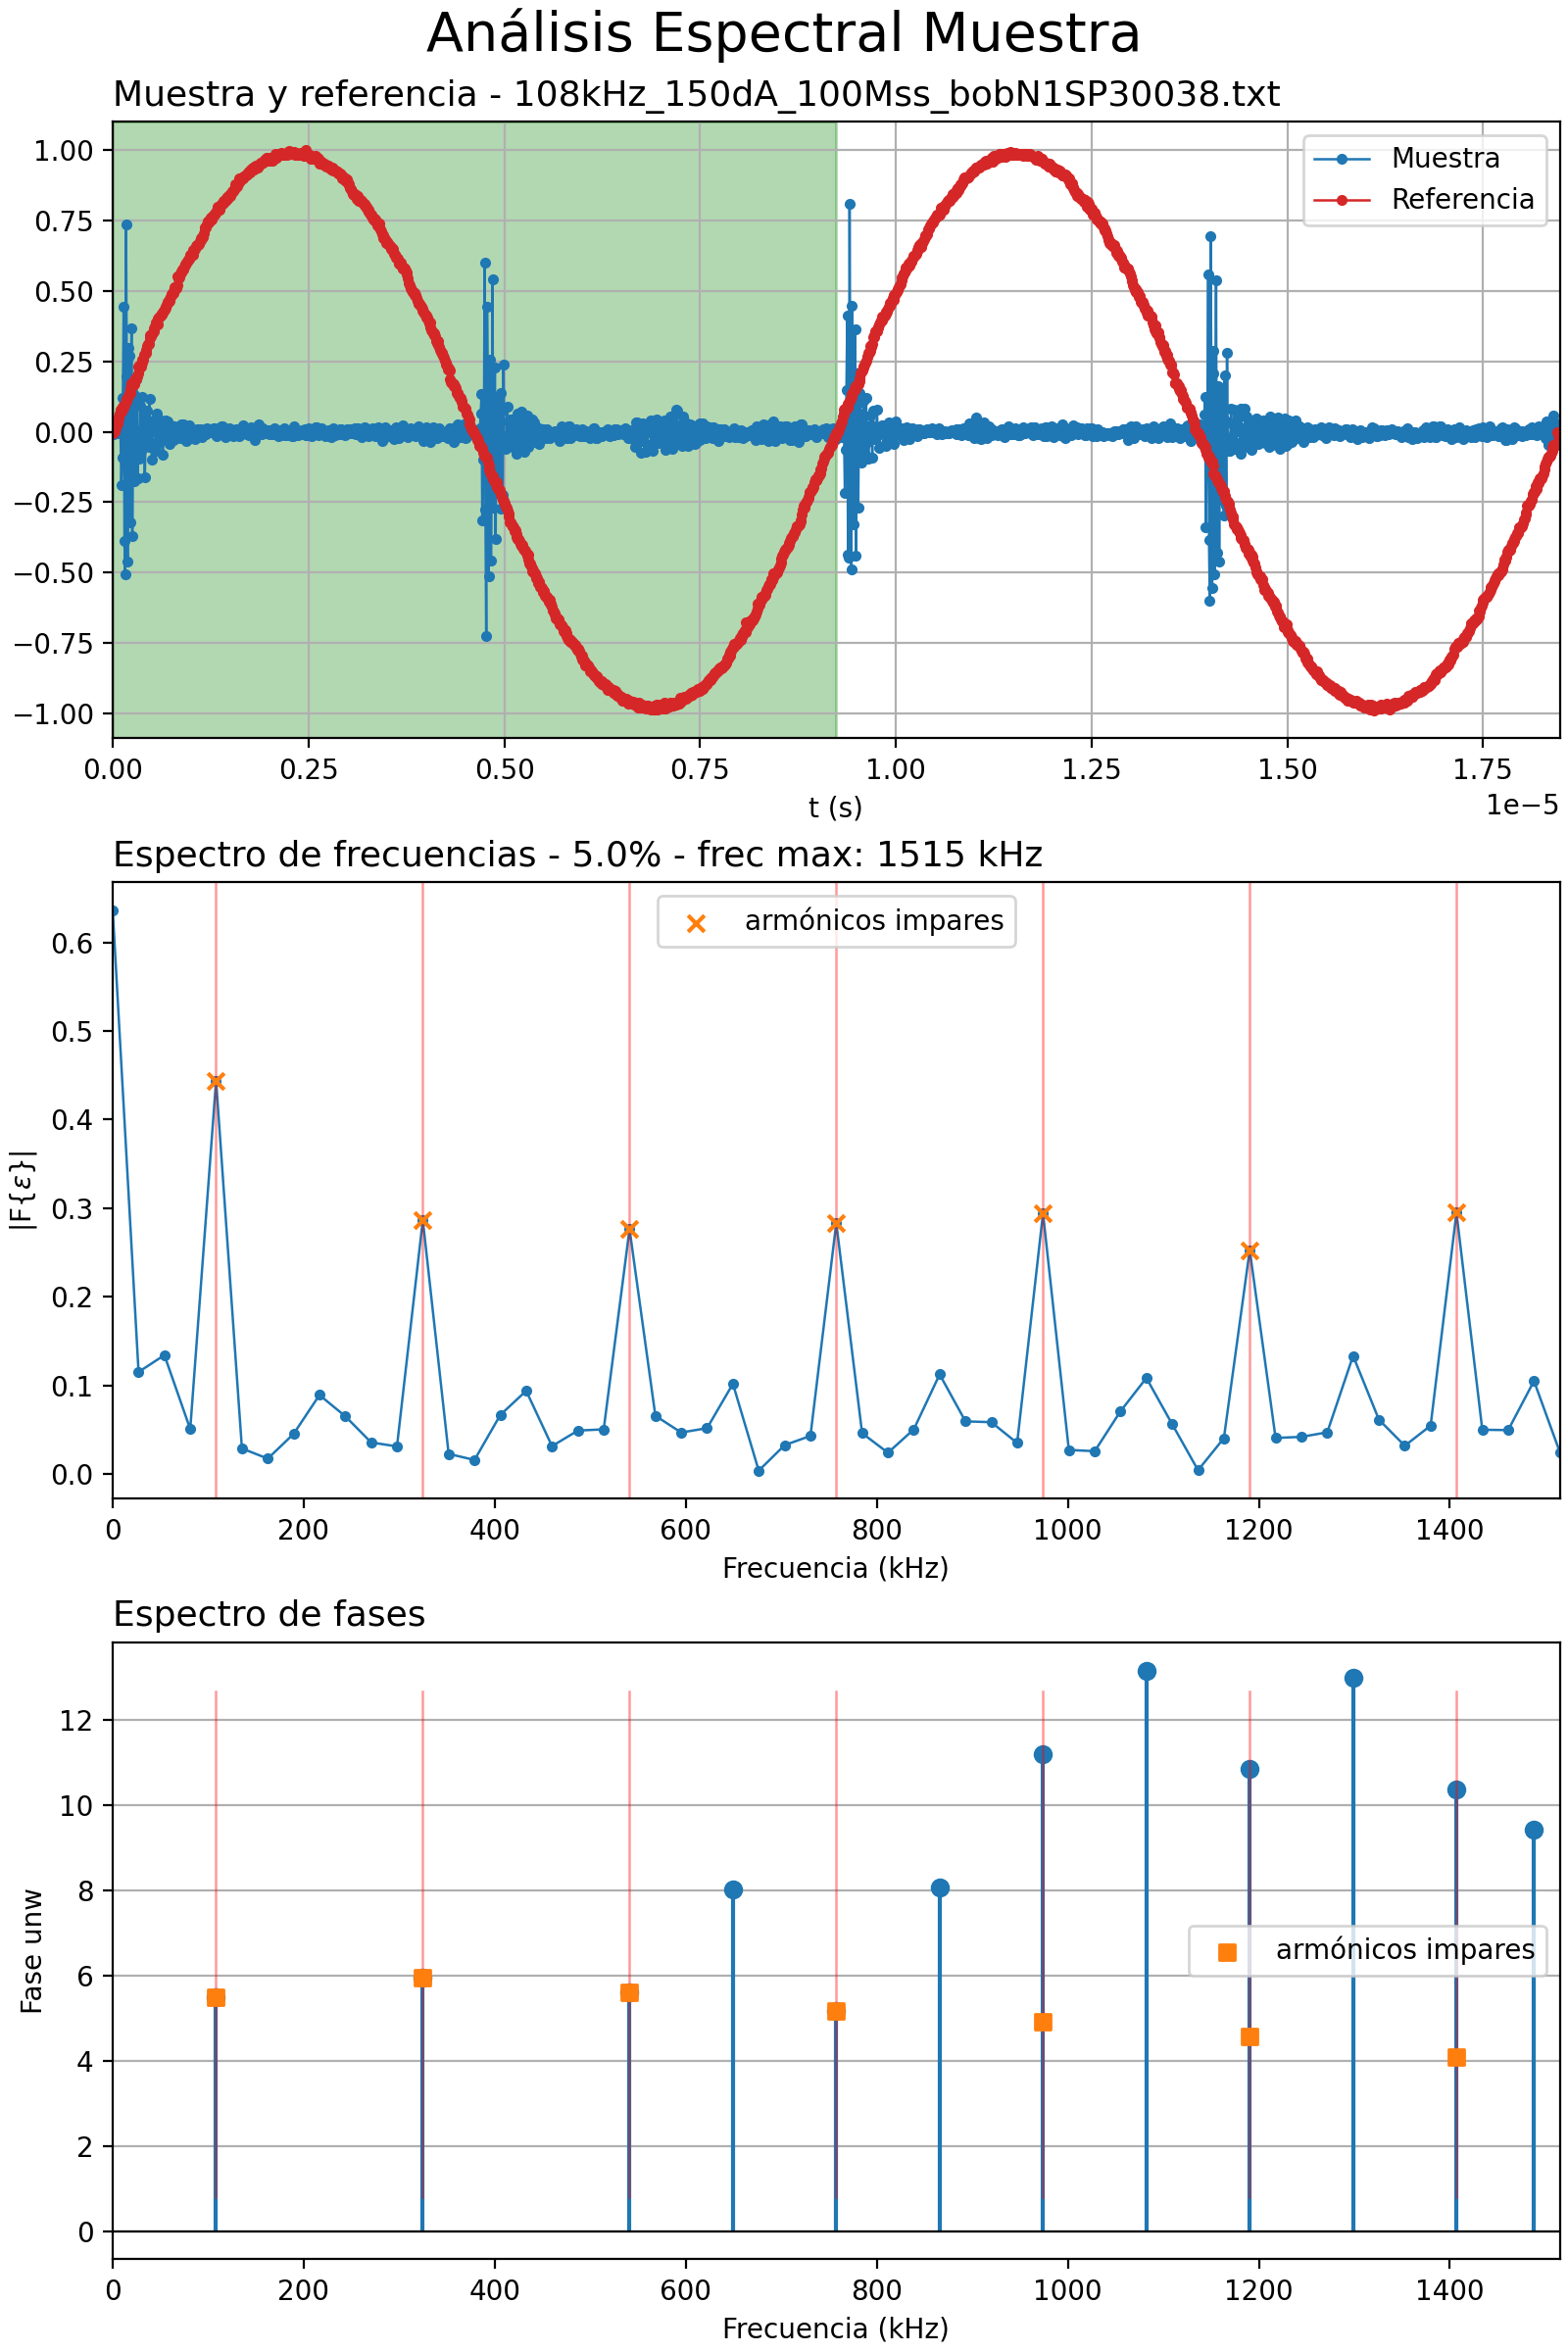 Análisis Espectral Muestra
Muestra y referencia - 108kHz_150dA_100Mss_bobN1SP30038.txt
1.00
0.75
0.50
0.25
0.00
−0.25
−0.50
−0.75
−1.00
Muestra
Referencia
0.00 0.25 0.50 0.75 1.00 1.25 1.50 1.75
t (s)
1e−5
Espectro de frecuencias - 5.0% - frec max: 1515 kHz
armónicos impares
0.6
0.5
0.4
0.3
0.2
0.1
0.0
|F{ε}|
0 200 400 600 800 1000 1200 1400
Frecuencia (kHz)
Espectro de fases
12
10
8
6
4
2
0
Fase unw
armónicos impares
0 200 400 600 800 1000 1200 1400
Frecuencia (kHz)